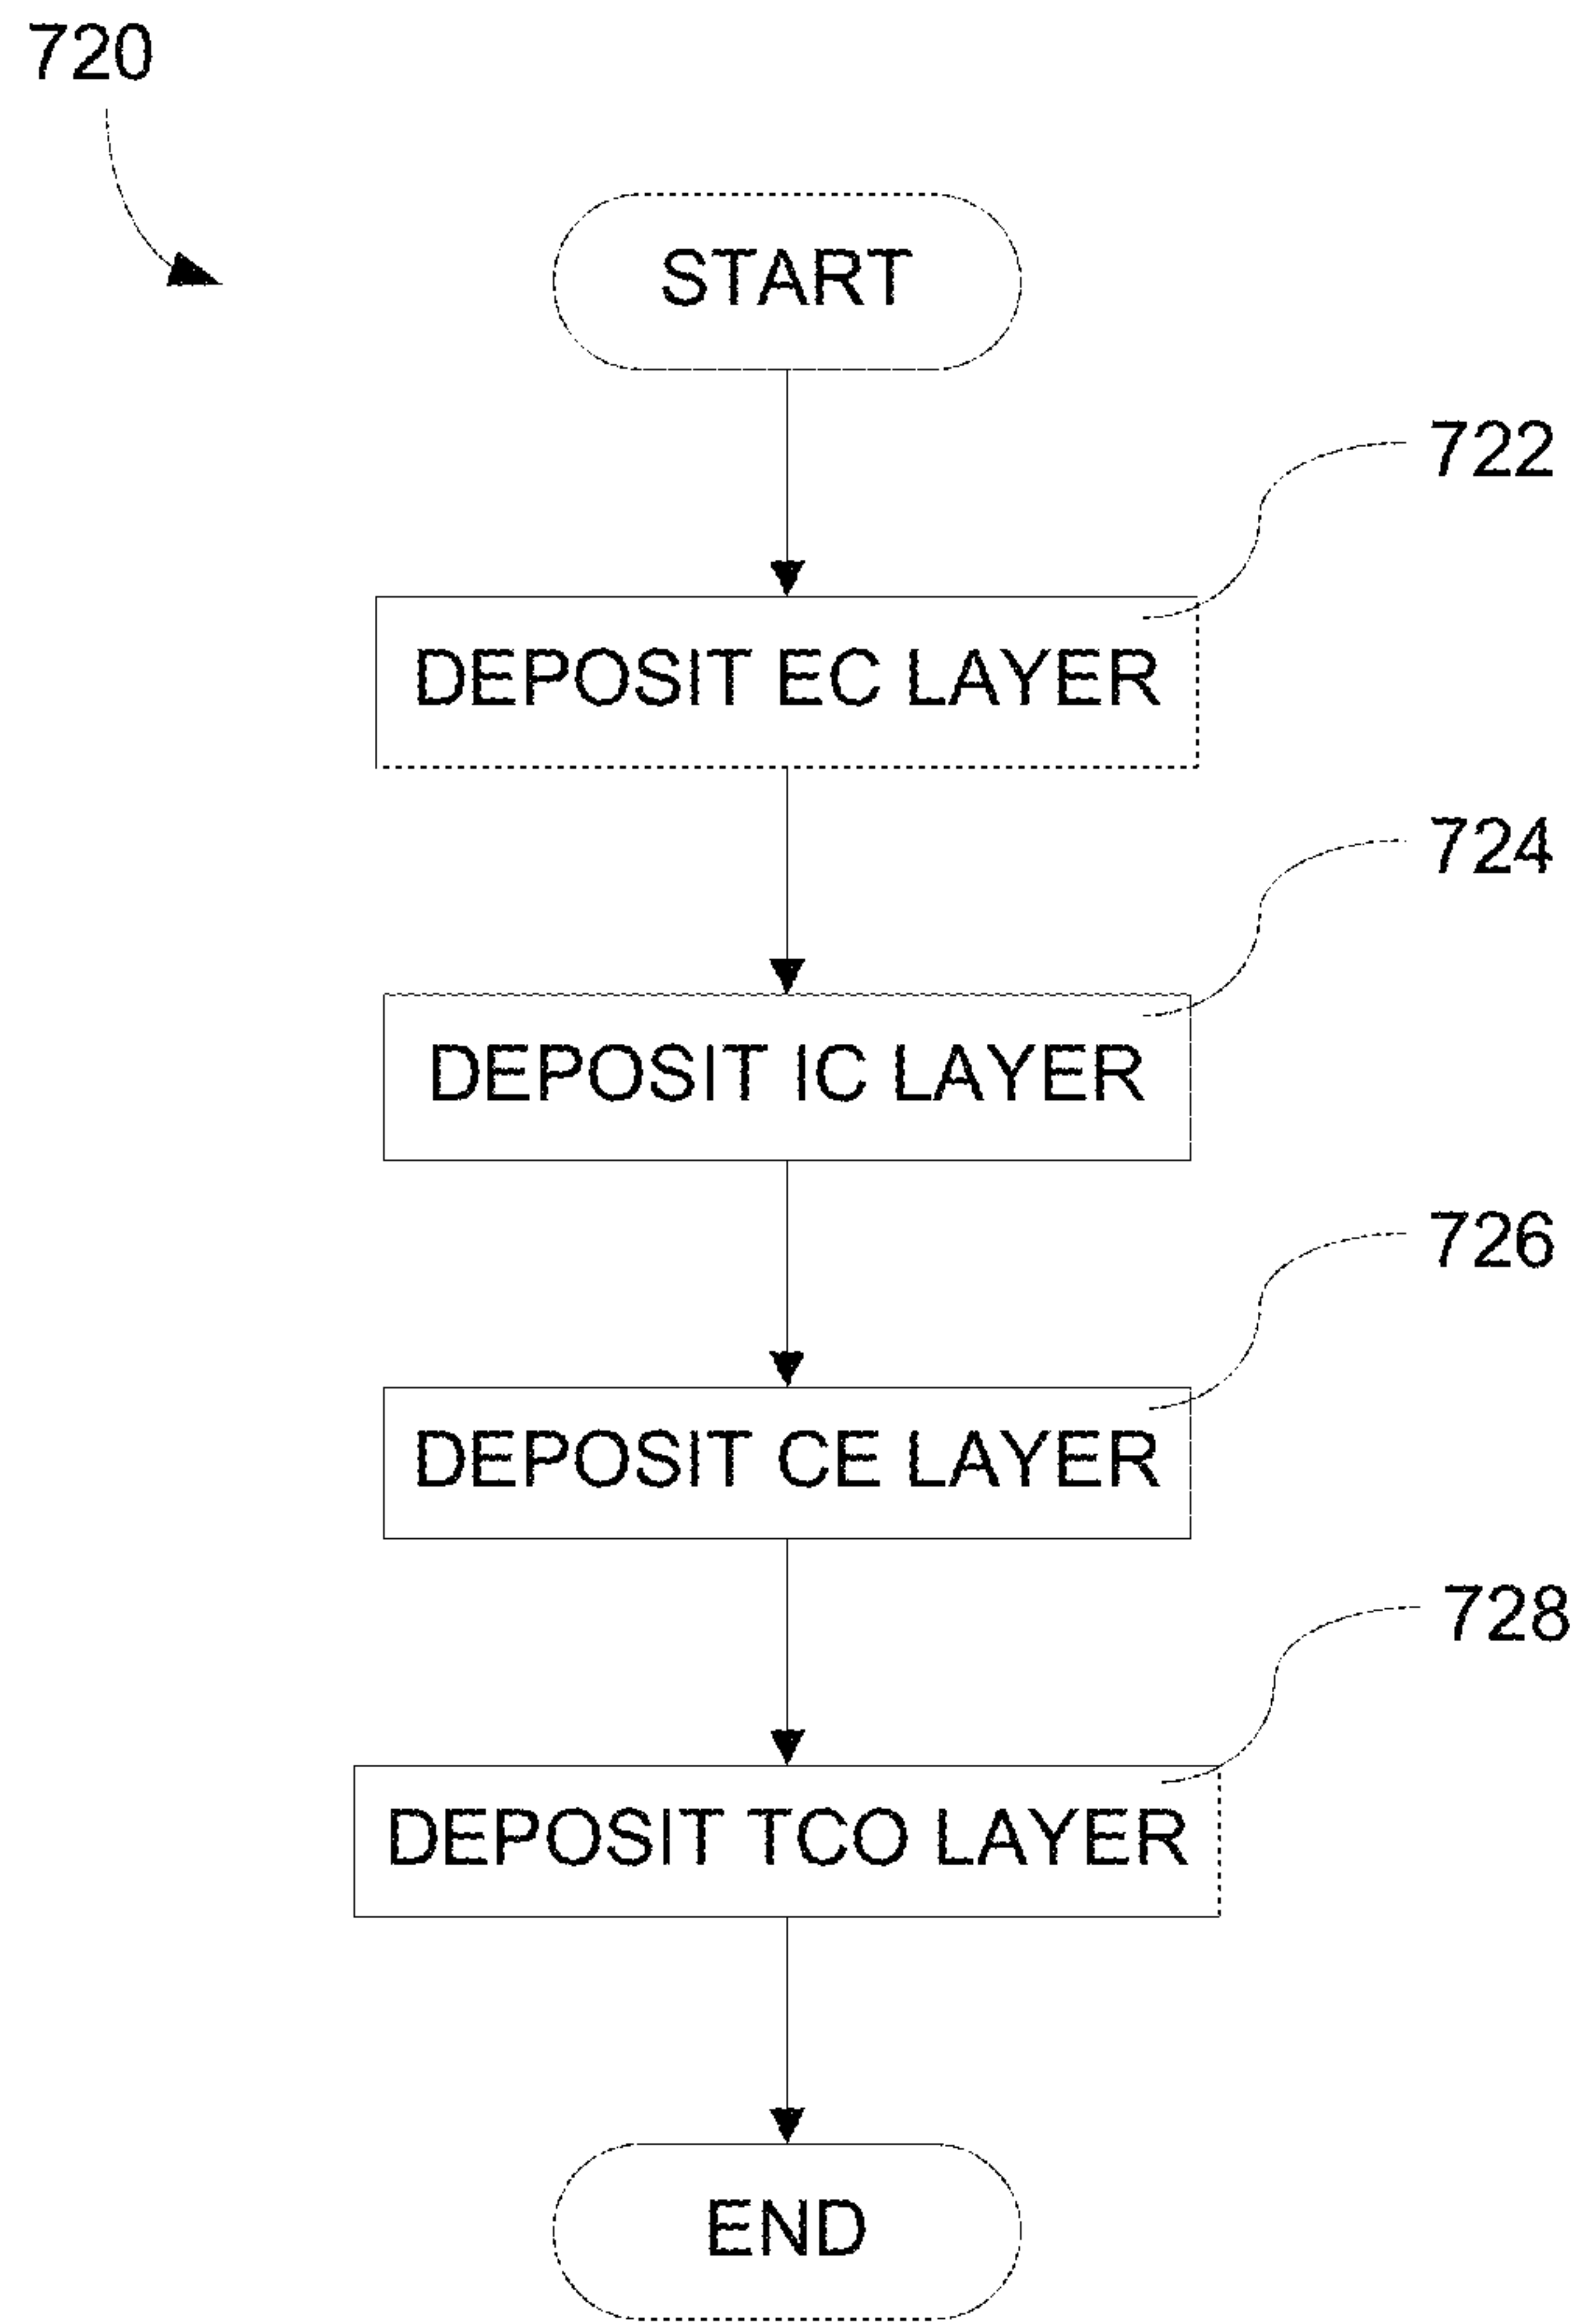 720
START
722
DEPOSIT EC LAYER
724
DEPOSIT IC LAYER
726
DEPOSIT CE LAYER
728
DEPOSIT TCO LAYER
END